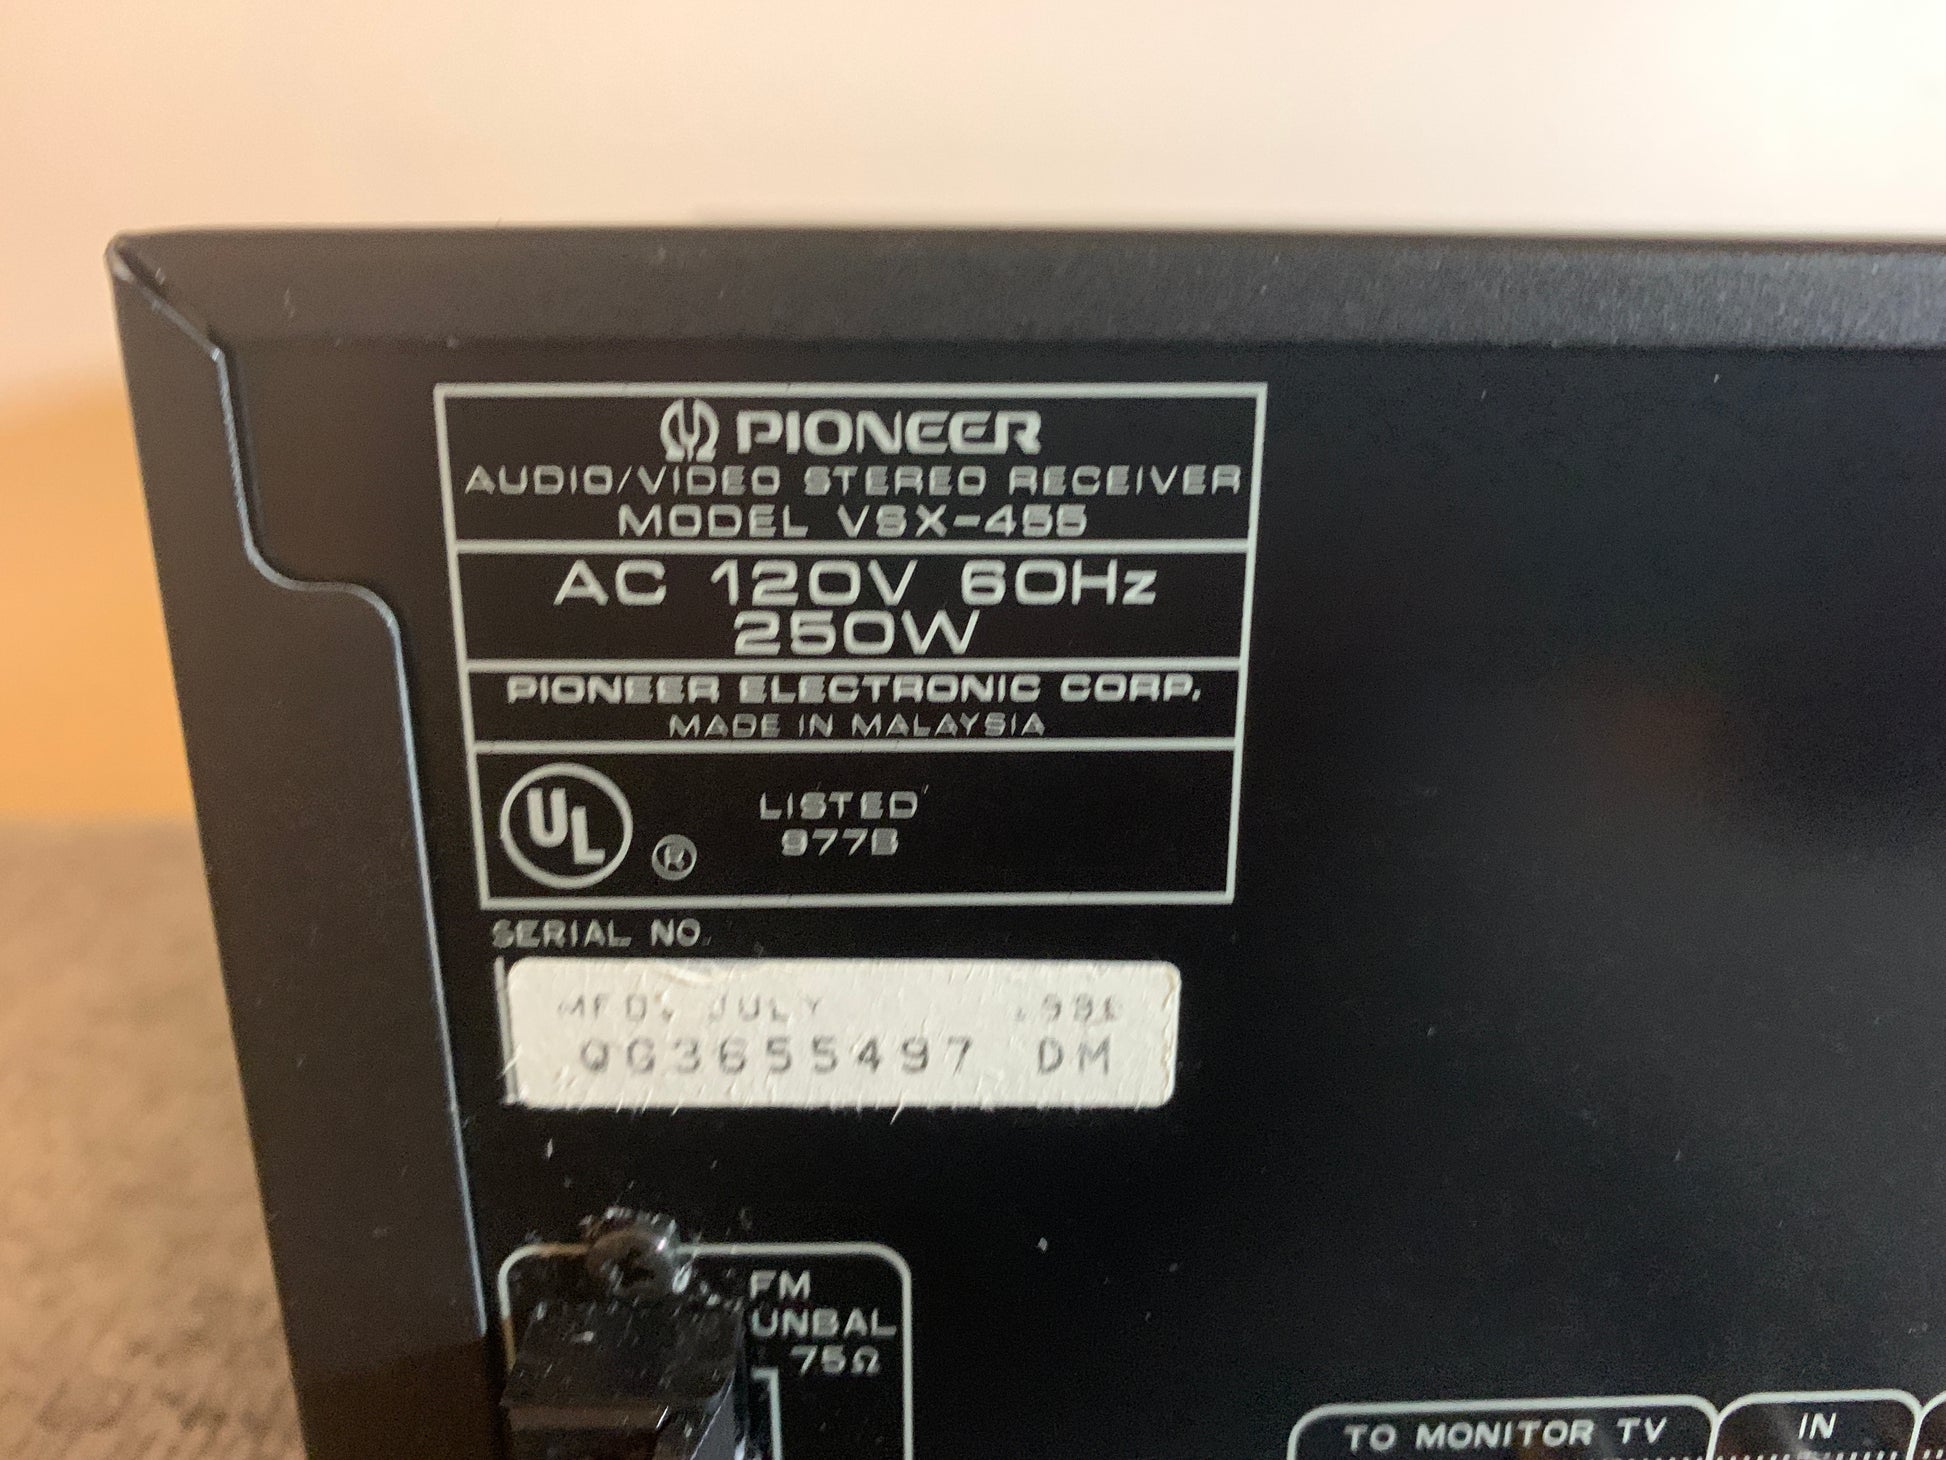 PIONEER
AUDIO/VIDEO STEREO RECEIVER
MODEL VSX-455
AC 120V 60Hz
250W
PIONEER ELECTRONIC CORP.
MADE IN MALAYSIA
UL ®
LISTED
977B
SERIAL NO.
MFD. JULY
QG3655497 DM
FM
UNBAL
75Ω
TO MONITOR TV
IN